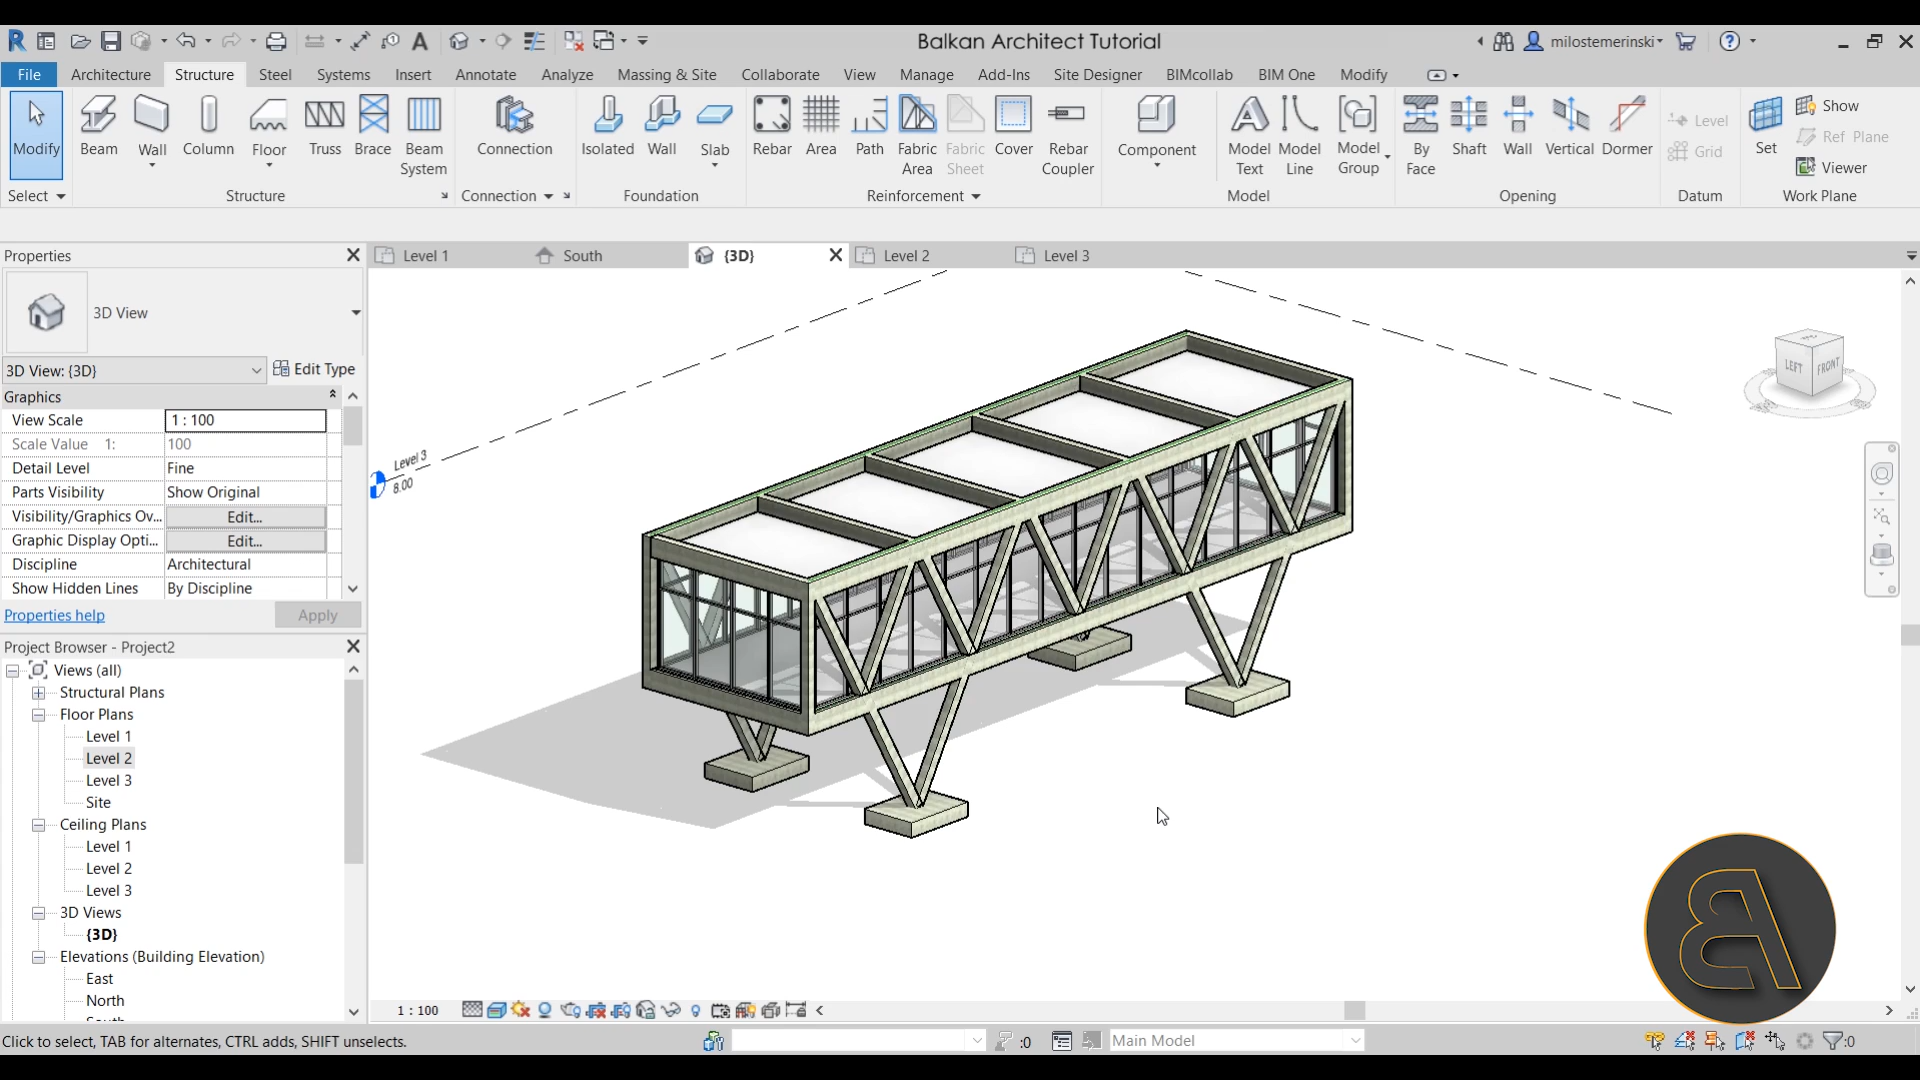 Balkan Architect Tutorial
milostemerinski
File Architecture Structure Steel Systems Insert Annotate Analyze Massing & Site Collaborate View Manage Add-Ins Site Designer BIMcollab BIM One Modify
Modify
Beam Wall Column Floor Truss Brace Beam System
Connection
Isolated Wall Slab
Rebar Area Path Fabric Area Fabric Sheet Cover Rebar Coupler
Component
Model Text Model Line Model Group
By Face Shaft Wall Vertical Dormer
Level
Grid
Set
Show
Ref Plane
Viewer
Select Structure Connection Foundation Reinforcement Model Opening Datum Work Plane
Properties
Level 1 South {3D} Level 2 Level 3
3D View
3D View: {3D} Edit Type
Graphics
View Scale 1 : 100
Scale Value 1: 100
Detail Level Fine
Parts Visibility Show Original
Visibility/Graphics Ov... Edit...
Graphic Display Opti... Edit...
Discipline Architectural
Show Hidden Lines By Discipline
Properties help Apply
Project Browser - Project2
Views (all)
Structural Plans
Floor Plans
Level 1
Level 2
Level 3
Site
Ceiling Plans
Level 1
Level 2
Level 3
3D Views
{3D}
Elevations (Building Elevation)
East
North
Level 3
8.00
LEFT FRONT
1 : 100
Click to select, TAB for alternates, CTRL adds, SHIFT unselects.
:0
Main Model
:0